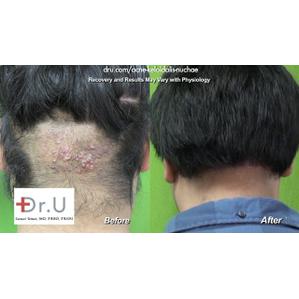 dru.com/acne-keloidalis-nuchae
Recovery and Results May Vary with Physiology
Dr.U
Before
After